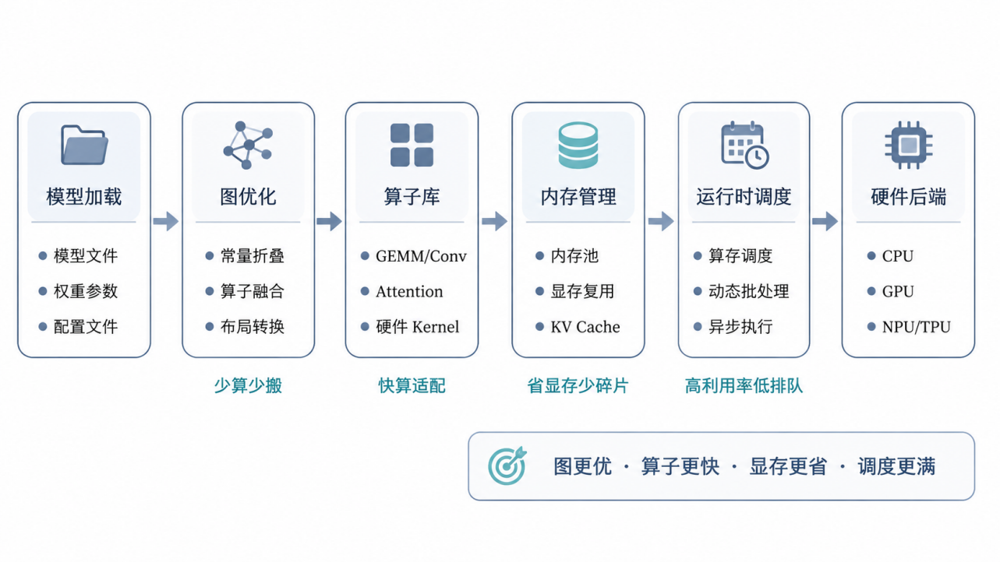 模型加载
模型文件
权重参数
配置文件
图优化
常量折叠
算子融合
布局转换
少算少搬
算子库
GEMM/Conv
Attention
硬件 Kernel
快算适配
内存管理
内存池
显存复用
KV Cache
省显存少碎片
运行时调度
算存调度
动态批处理
异步执行
高利用率低排队
硬件后端
CPU
GPU
NPU/TPU
图更优 · 算子更快 · 显存更省 · 调度更满